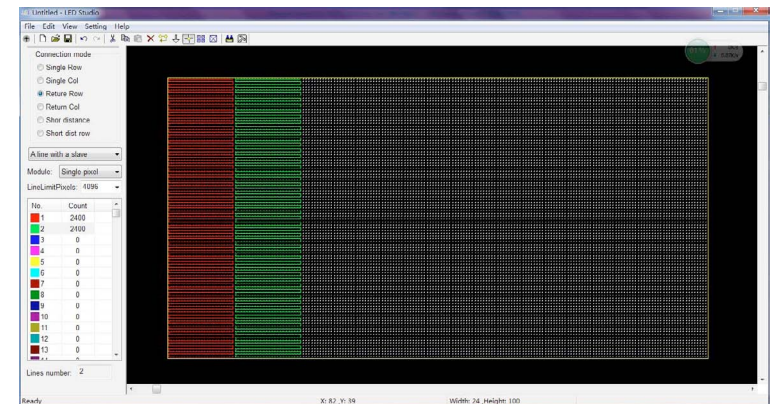 Untitled - LED Studio
File Edit View Setting Help
Connection mode
Single Row
Single Col
Reture Row
Return Col
Shor distance
Short dist row
A line with a slave
Module: Single pixel
LineLimitPixels: 4096
No. Count
1 2400
2 2400
3 0
4 0
5 0
6 0
7 0
8 0
9 0
10 0
11 0
12 0
13 0
Lines number: 2
Ready X: 82 ,Y: 39 Width: 24 ,Height: 100